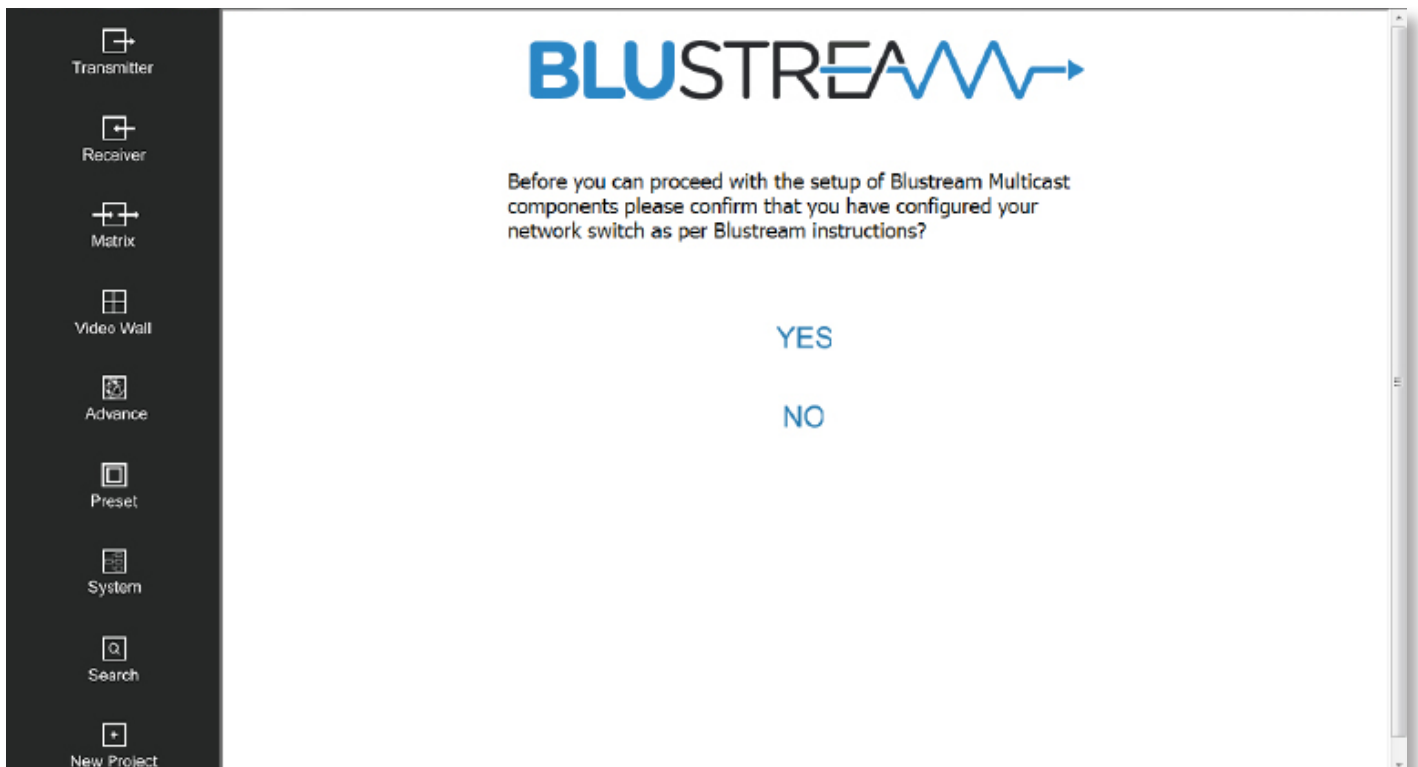 Transmitter
Receiver
Matrix
Video Wall
Advance
Preset
System
Search
New Project
BLUSTREAM
Before you can proceed with the setup of Blustream Multicast
components please confirm that you have configured your
network switch as per Blustream instructions?
YES
NO